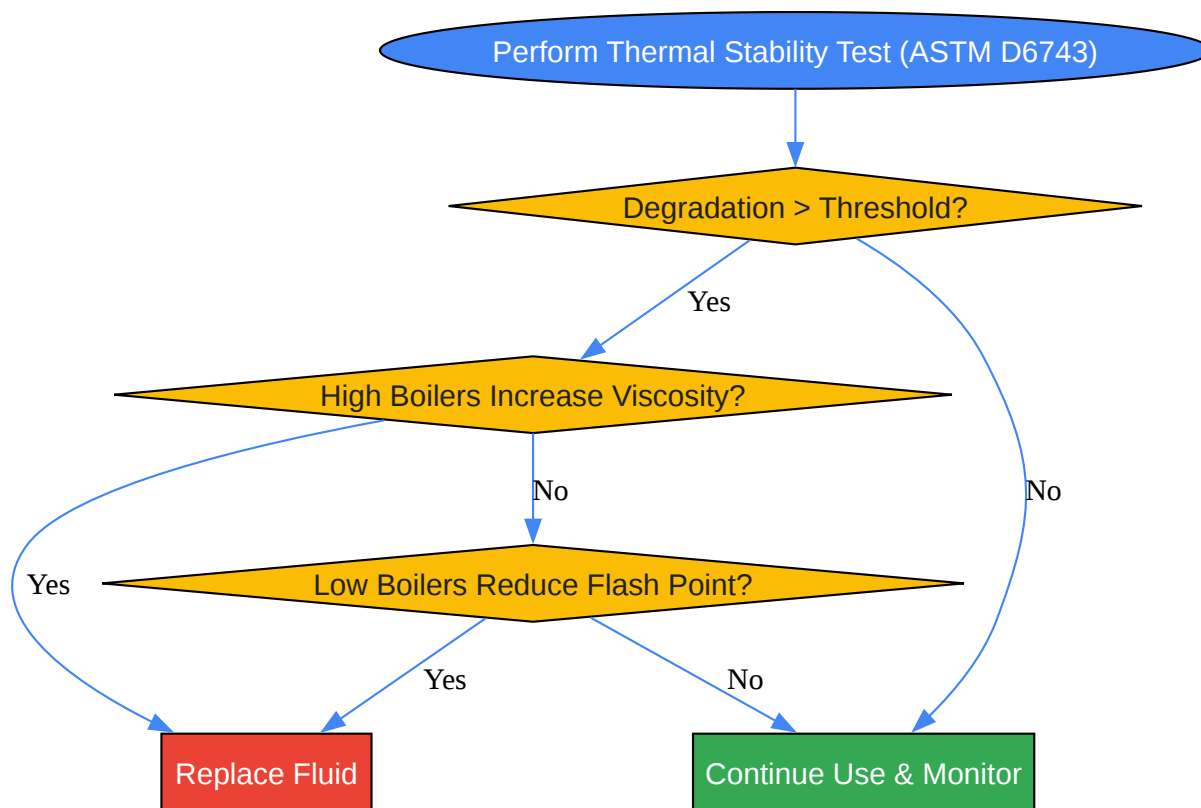 Perform Thermal Stability Test (ASTM D6743)
Degradation > Threshold?
Yes
High Boilers Increase Viscosity?
No
No
Low Boilers Reduce Flash Point?
Yes
Yes
No
Replace Fluid
Continue Use & Monitor